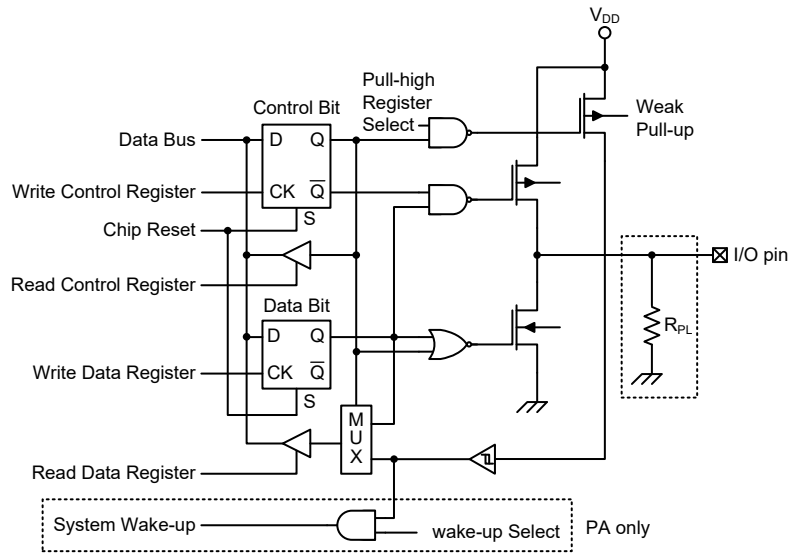 V_DD
Pull-high
Register
Select
Weak
Pull-up
Control Bit
Data Bus
D Q
Write Control Register
CK Q̅
S
Chip Reset
I/O pin
Read Control Register
Data Bit
R_PL
D Q
Write Data Register
CK Q̅
S
M
U
X
Read Data Register
System Wake-up
wake-up Select
PA only